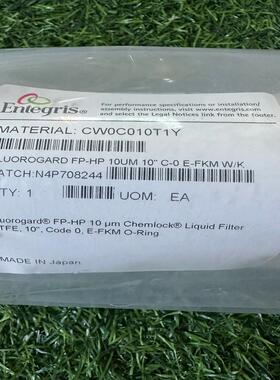 Entegris®
For performance specifications or installation/
assembly instructions, visit www.entegris.com
and select the Legal Notices link from the
MATERIAL: CW0C010T1Y
LUOROGARD FP-HP 10UM 10" C-0 E-FKM W/K
ATCH:N4P708244
TY: 1 UOM: EA
uorogard® FP-HP 10 µm Chemlock® Liquid Filter
TFE, 10", Code 0, E-FKM O-Ring
MADE IN Japan